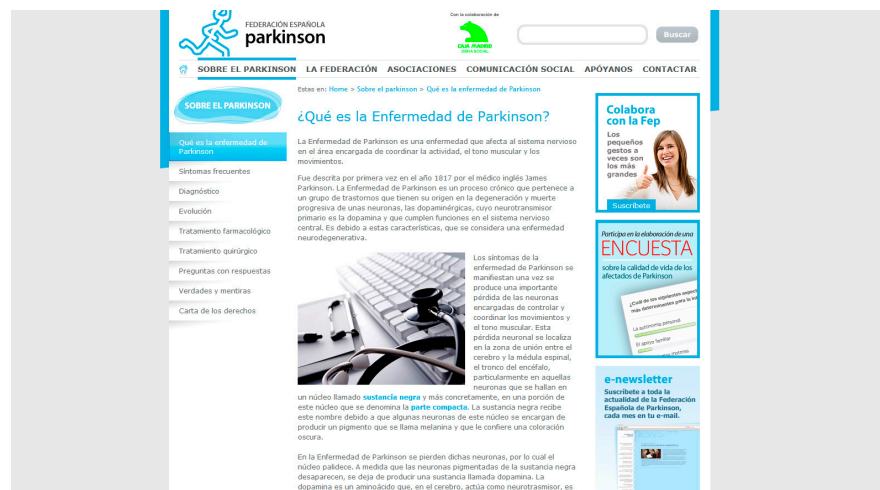 FEDERACIÓN ESPAÑOLA
parkinson
Con la colaboración de
CAJA MADRID
OBRA SOCIAL
Buscar
SOBRE EL PARKINSON LA FEDERACIÓN ASOCIACIONES COMUNICACIÓN SOCIAL APÓYANOS CONTACTAR
SOBRE EL PARKINSON
Qué es la enfermedad de
Parkinson
Síntomas frecuentes
Diagnóstico
Evolución
Tratamiento farmacológico
Tratamiento quirúrgico
Preguntas con respuestas
Verdades y mentiras
Carta de los derechos
Estas en: Home > Sobre el parkinson > Qué es la enfermedad de Parkinson
¿Qué es la Enfermedad de Parkinson?
La Enfermedad de Parkinson es una enfermedad que afecta al sistema nervioso
en el área encargada de coordinar la actividad, el tono muscular y los
movimientos.
Fue descrita por primera vez en el año 1817 por el médico inglés James
Parkinson. La Enfermedad de Parkinson es un proceso crónico que pertenece a
un grupo de trastornos que tienen su origen en la degeneración y muerte
progresiva de unas neuronas, las dopaminérgicas, cuyo neurotransmisor
primario es la dopamina y que cumplen funciones en el sistema nervioso
central. Es debido a estas características, que se considera una enfermedad
neurodegenerativa.
Los síntomas de la
enfermedad de Parkinson se
manifiestan una vez se
produce una importante
pérdida de las neuronas
encargadas de controlar y
coordinar los movimientos y
el tono muscular. Esta
pérdida neuronal se localiza
en la zona de unión entre el
cerebro y la médula espinal,
el tronco del encéfalo,
particularmente en aquellas
neuronas que se hallan en
un núcleo llamado sustancia negra y más concretamente, en una porción de
este núcleo que se denomina la parte compacta. La sustancia negra recibe
este nombre debido a que algunas neuronas de este núcleo se encargan de
producir un pigmento que se llama melanina y que le confiere una coloración
oscura.
En la Enfermedad de Parkinson se pierden dichas neuronas, por lo cual el
núcleo palidece. A medida que las neuronas pigmentadas de la sustancia negra
desaparecen, se deja de producir una sustancia llamada dopamina. La
dopamina es un aminoácido que, en el cerebro, actúa como neurotrasmisor, es
Colabora
con la Fep
Los
pequeños
gestos a
veces son
los más
grandes
Suscríbete
Participa en la elaboración de una
ENCUESTA
sobre la calidad de vida de los
afectados de Parkinson
¿Cuál de los siguientes
más determinantes para la
La autonomía personal
El apoyo familiar
e-newsletter
Suscríbete a toda la
actualidad de la Federación
Española de Parkinson,
cada mes en tu e-mail.